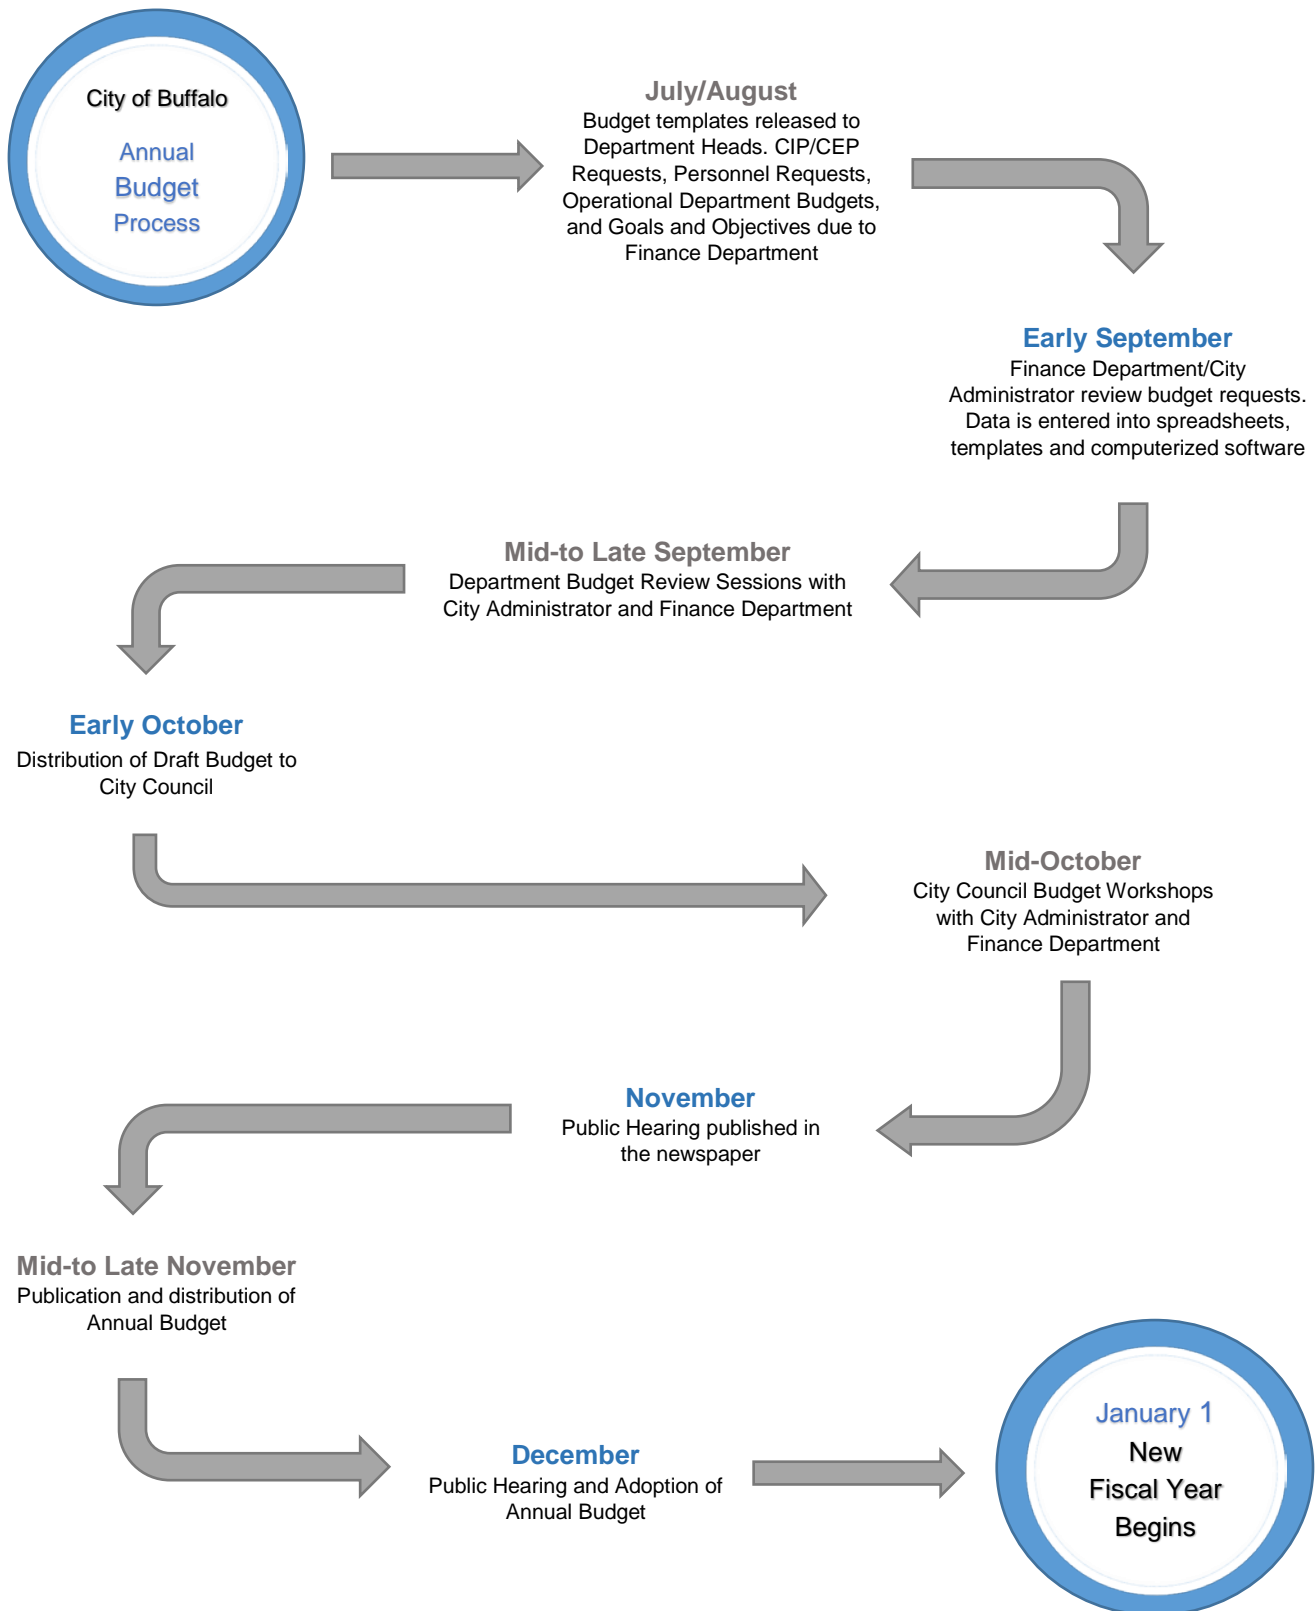 City of Buffalo
Annual
Budget
Process
July/August
Budget templates released to
Department Heads. CIP/CEP
Requests, Personnel Requests,
Operational Department Budgets,
and Goals and Objectives due to
Finance Department
Early September
Finance Department/City
Administrator review budget requests.
Data is entered into spreadsheets,
templates and computerized software
Mid-to Late September
Department Budget Review Sessions with
City Administrator and Finance Department
Early October
Distribution of Draft Budget to
City Council
Mid-October
City Council Budget Workshops
with City Administrator and
Finance Department
November
Public Hearing published in
the newspaper
Mid-to Late November
Publication and distribution of
Annual Budget
December
Public Hearing and Adoption of
Annual Budget
January 1
New
Fiscal Year
Begins